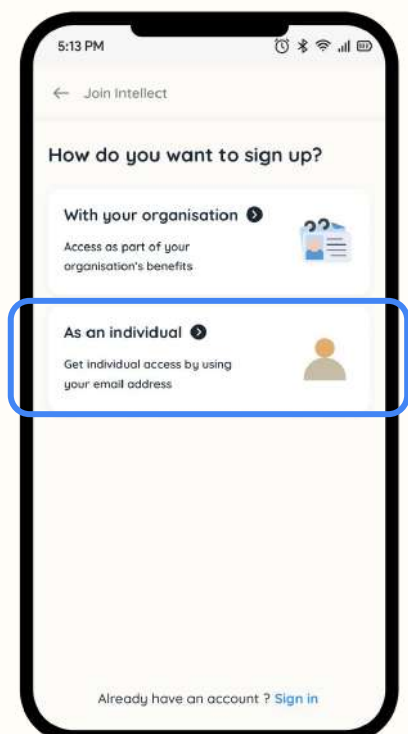 5:13 PM
← Join Intellect
How do you want to sign up?
With your organisation
Access as part of your
organisation's benefits
As an individual
Get individual access by using
your email address
Already have an account ? Sign in